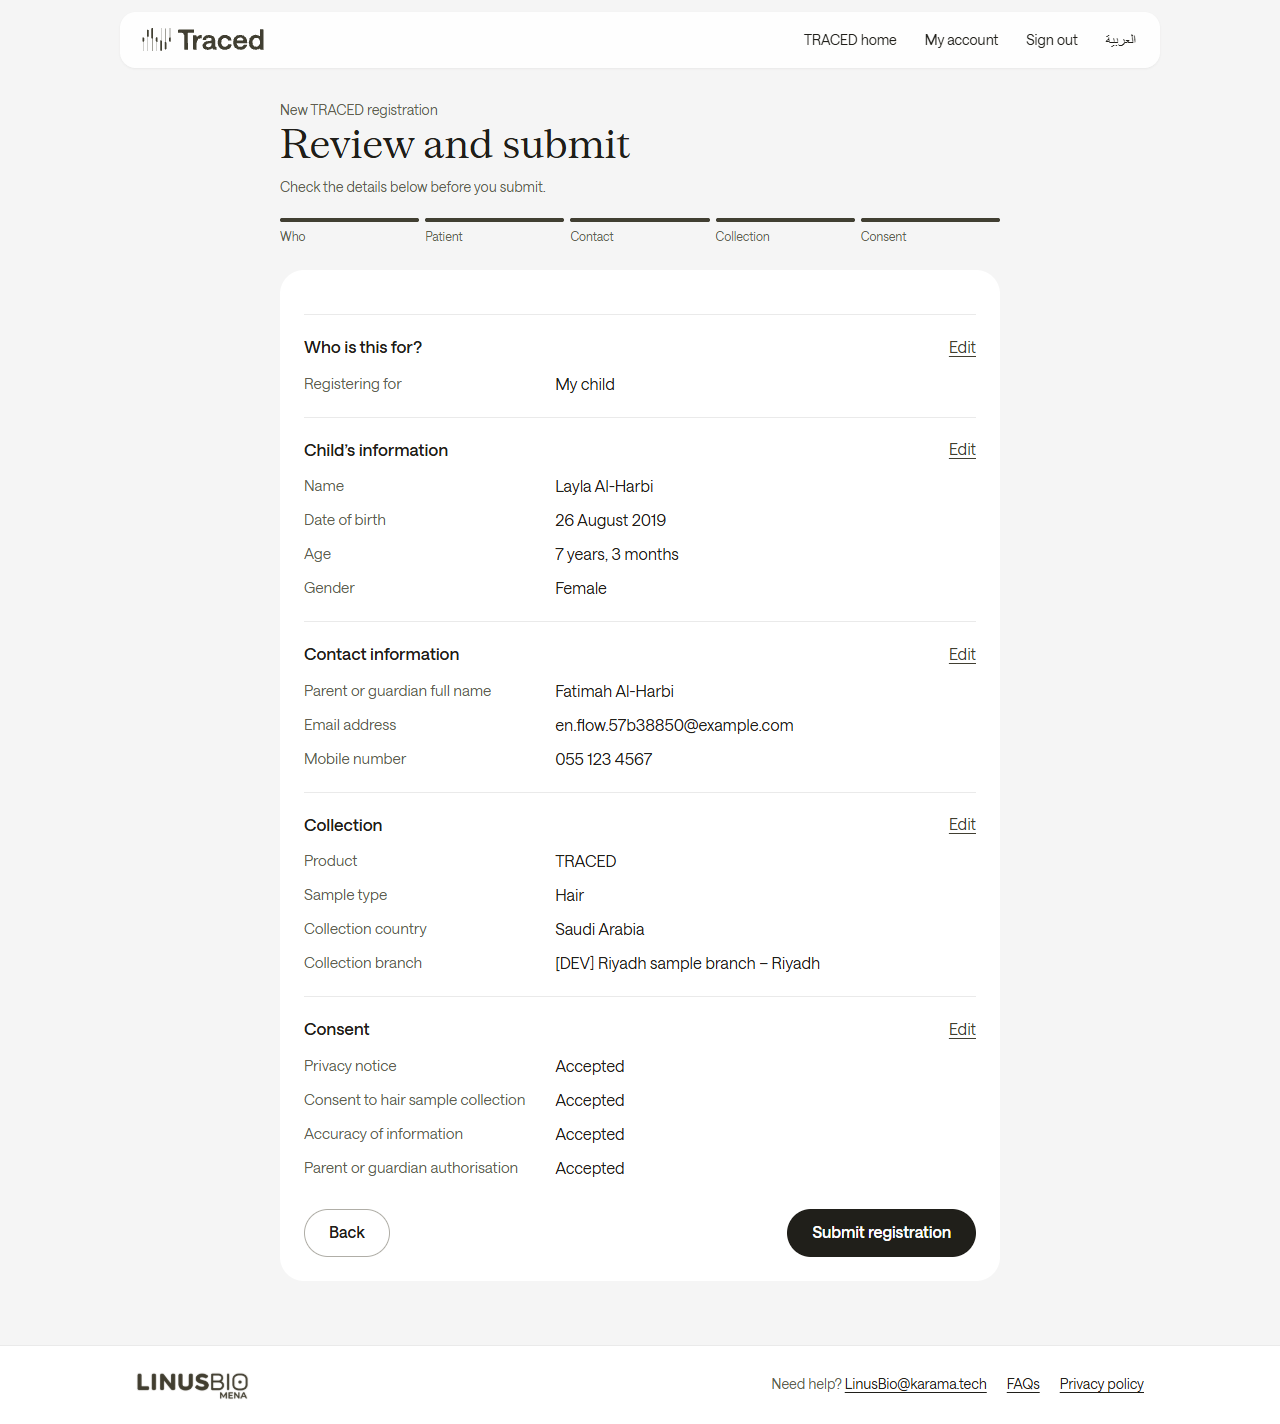 Traced
TRACED home
My account
Sign out
العربية
New TRACED registration
Review and submit
Check the details below before you submit.
Who
Patient
Contact
Collection
Consent
Who is this for?
Edit
Registering for
My child
Child's information
Edit
Name
Layla Al-Harbi
Date of birth
26 August 2019
Age
7 years, 3 months
Gender
Female
Contact information
Edit
Parent or guardian full name
Fatimah Al-Harbi
Email address
en.flow.57b38850@example.com
Mobile number
055 123 4567
Collection
Edit
Product
TRACED
Sample type
Hair
Collection country
Saudi Arabia
Collection branch
[DEV] Riyadh sample branch – Riyadh
Consent
Edit
Privacy notice
Accepted
Consent to hair sample collection
Accepted
Accuracy of information
Accepted
Parent or guardian authorisation
Accepted
Back
Submit registration
LINUSBIO
MENA
Need help? LinusBio@karama.tech
FAQs
Privacy policy